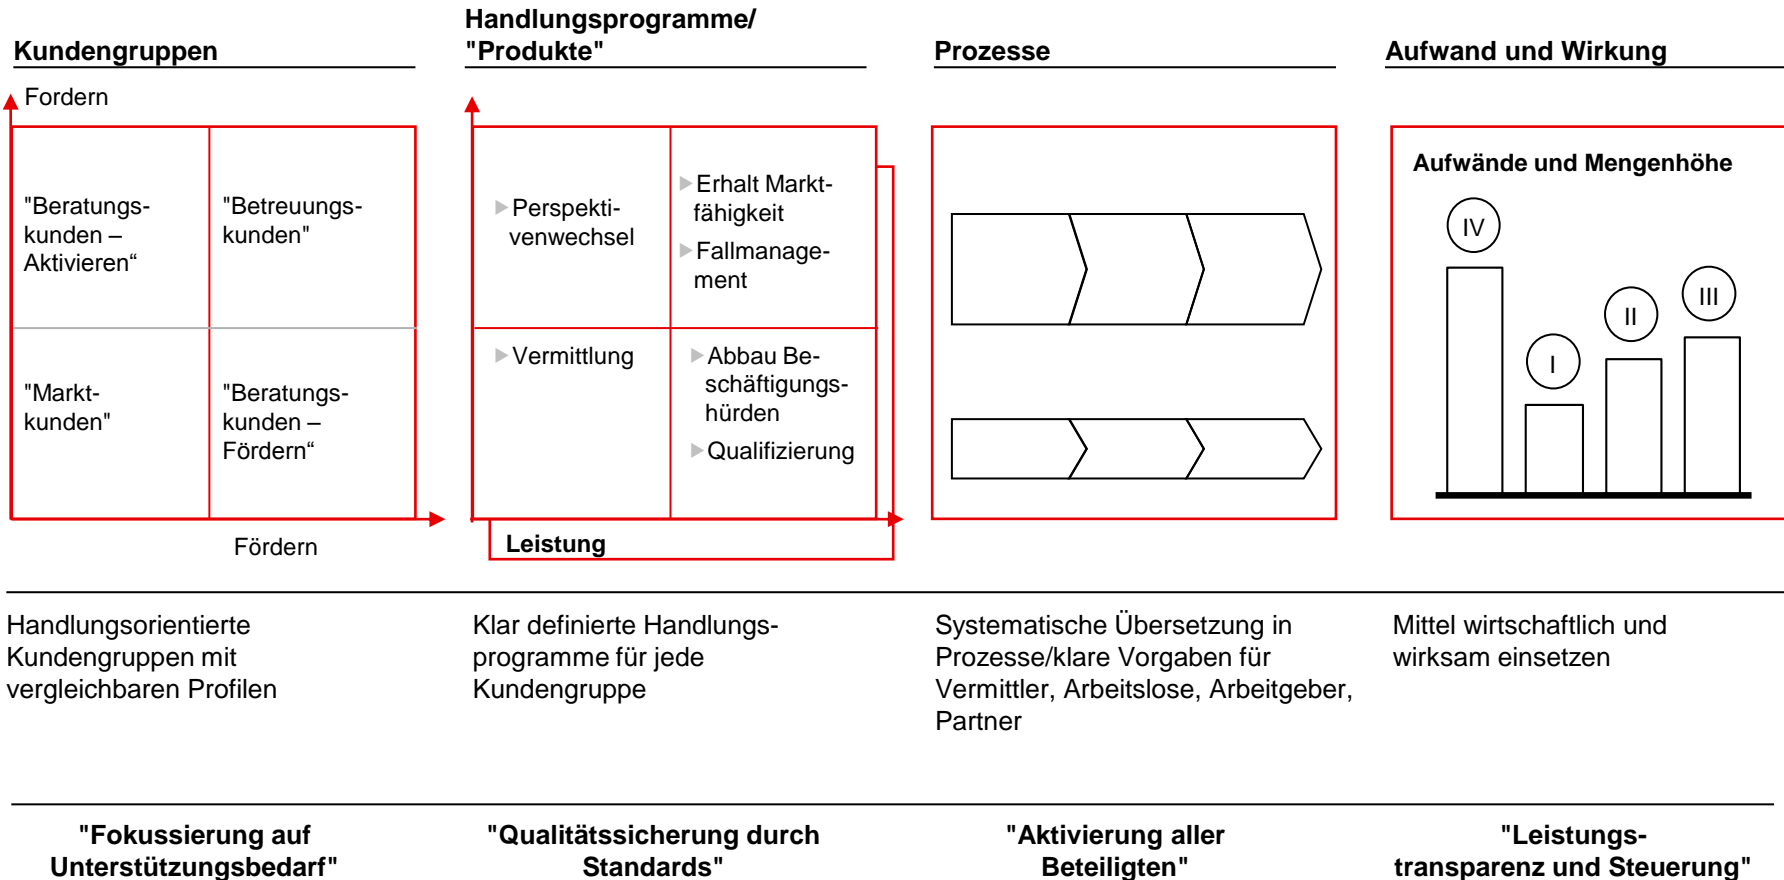 Kundengruppen
Handlungsprogramme/
"Produkte"
Prozesse
Aufwand und Wirkung
Fordern
"Beratungs-
kunden –
Aktivieren“
"Betreuungs-
kunden"
"Markt-
kunden"
"Beratungs-
kunden –
Fördern“
Fördern
Perspekti-
venwechsel
Erhalt Markt-
fähigkeit
Fallmanage-
ment
Vermittlung
Abbau Be-
schäftigungs-
hürden
Qualifizierung
Leistung
Aufwände und Mengenhöhe
IV
I
II
III
Handlungsorientierte
Kundengruppen mit
vergleichbaren Profilen
Klar definierte Handlungs-
programme für jede
Kundengruppe
Systematische Übersetzung in
Prozesse/klare Vorgaben für
Vermittler, Arbeitslose, Arbeitgeber,
Partner
Mittel wirtschaftlich und
wirksam einsetzen
"Fokussierung auf
Unterstützungsbedarf"
"Qualitätssicherung durch
Standards"
"Aktivierung aller
Beteiligten"
"Leistungs-
transparenz und Steuerung"